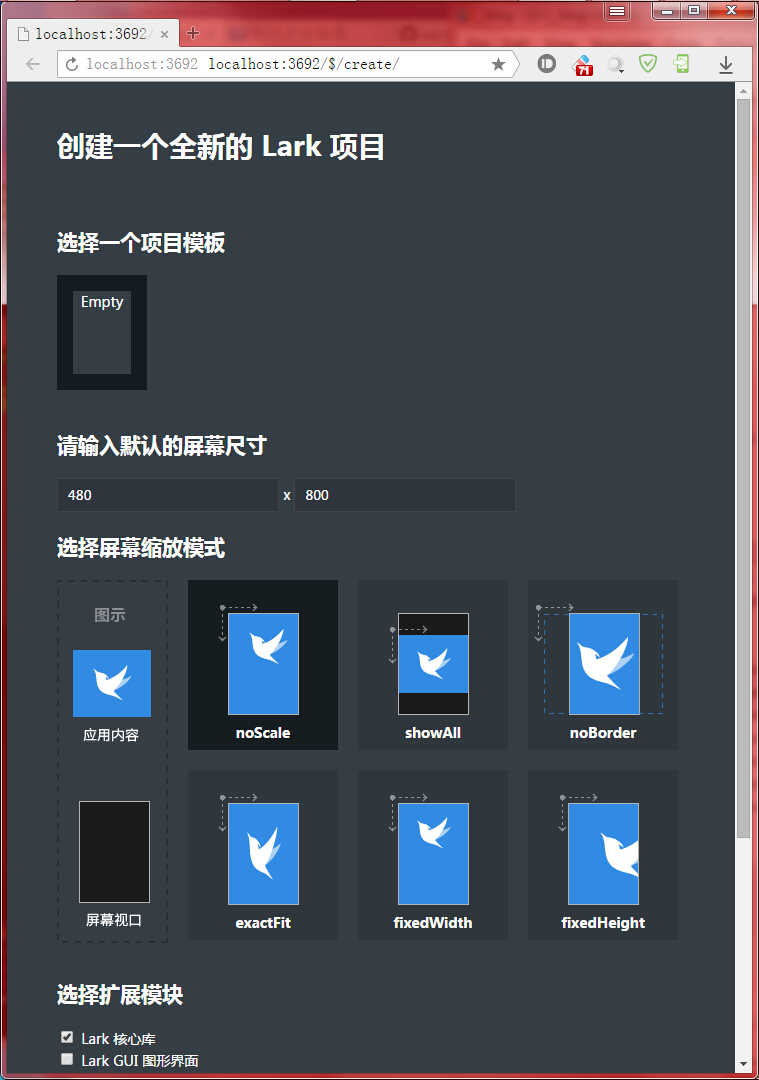 localhost:3692/
localhost:3692 localhost:3692/$/create/
71
创建一个全新的 Lark 项目
选择一个项目模板
Empty
请输入默认的屏幕尺寸
480 x 800
选择屏幕缩放模式
图示
应用内容
noScale
showAll
noBorder
屏幕视口
exactFit
fixedWidth
fixedHeight
选择扩展模块
Lark 核心库
Lark GUI 图形界面